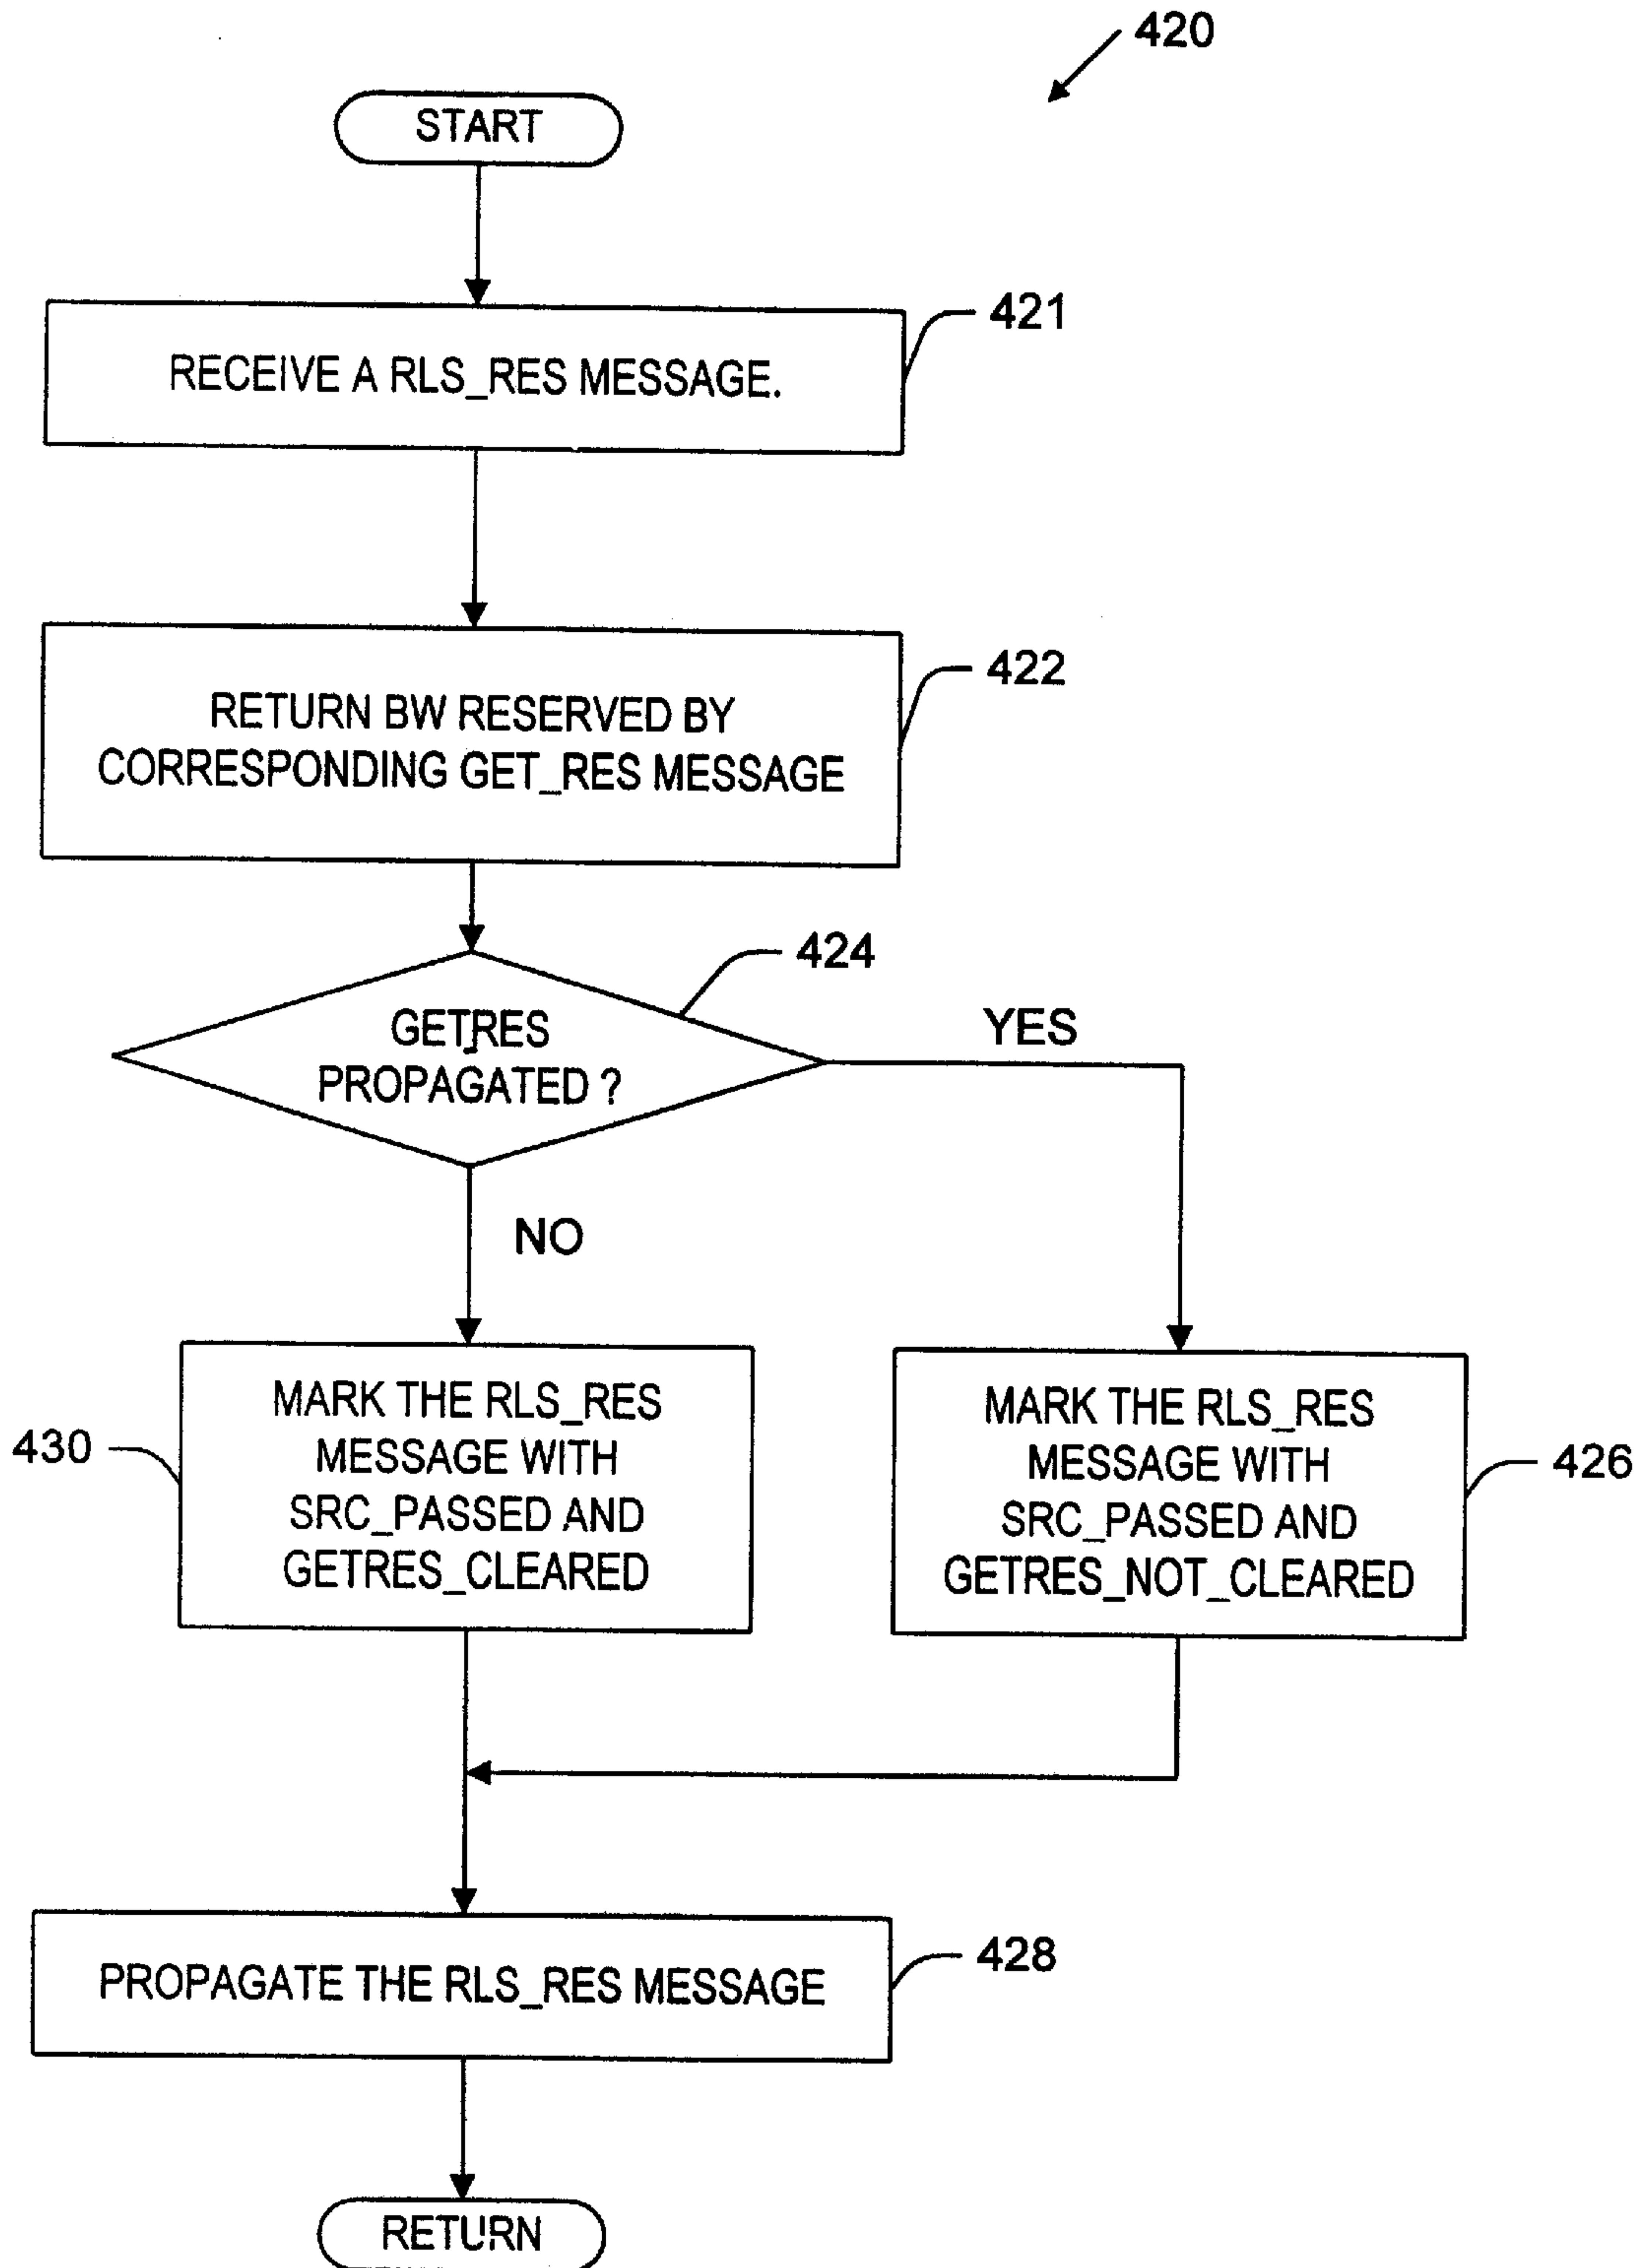 420
START
421
RECEIVE A RLS_RES MESSAGE.
422
RETURN BW RESERVED BY
CORRESPONDING GET_RES MESSAGE
424
GET_RES
PROPAGATED ?
YES
NO
430
MARK THE RLS_RES
MESSAGE WITH
SRC_PASSED AND
GETRES_CLEARED
MARK THE RLS_RES
MESSAGE WITH
SRC_PASSED AND
GETRES_NOT_CLEARED
426
PROPAGATE THE RLS_RES MESSAGE
428
RETURN